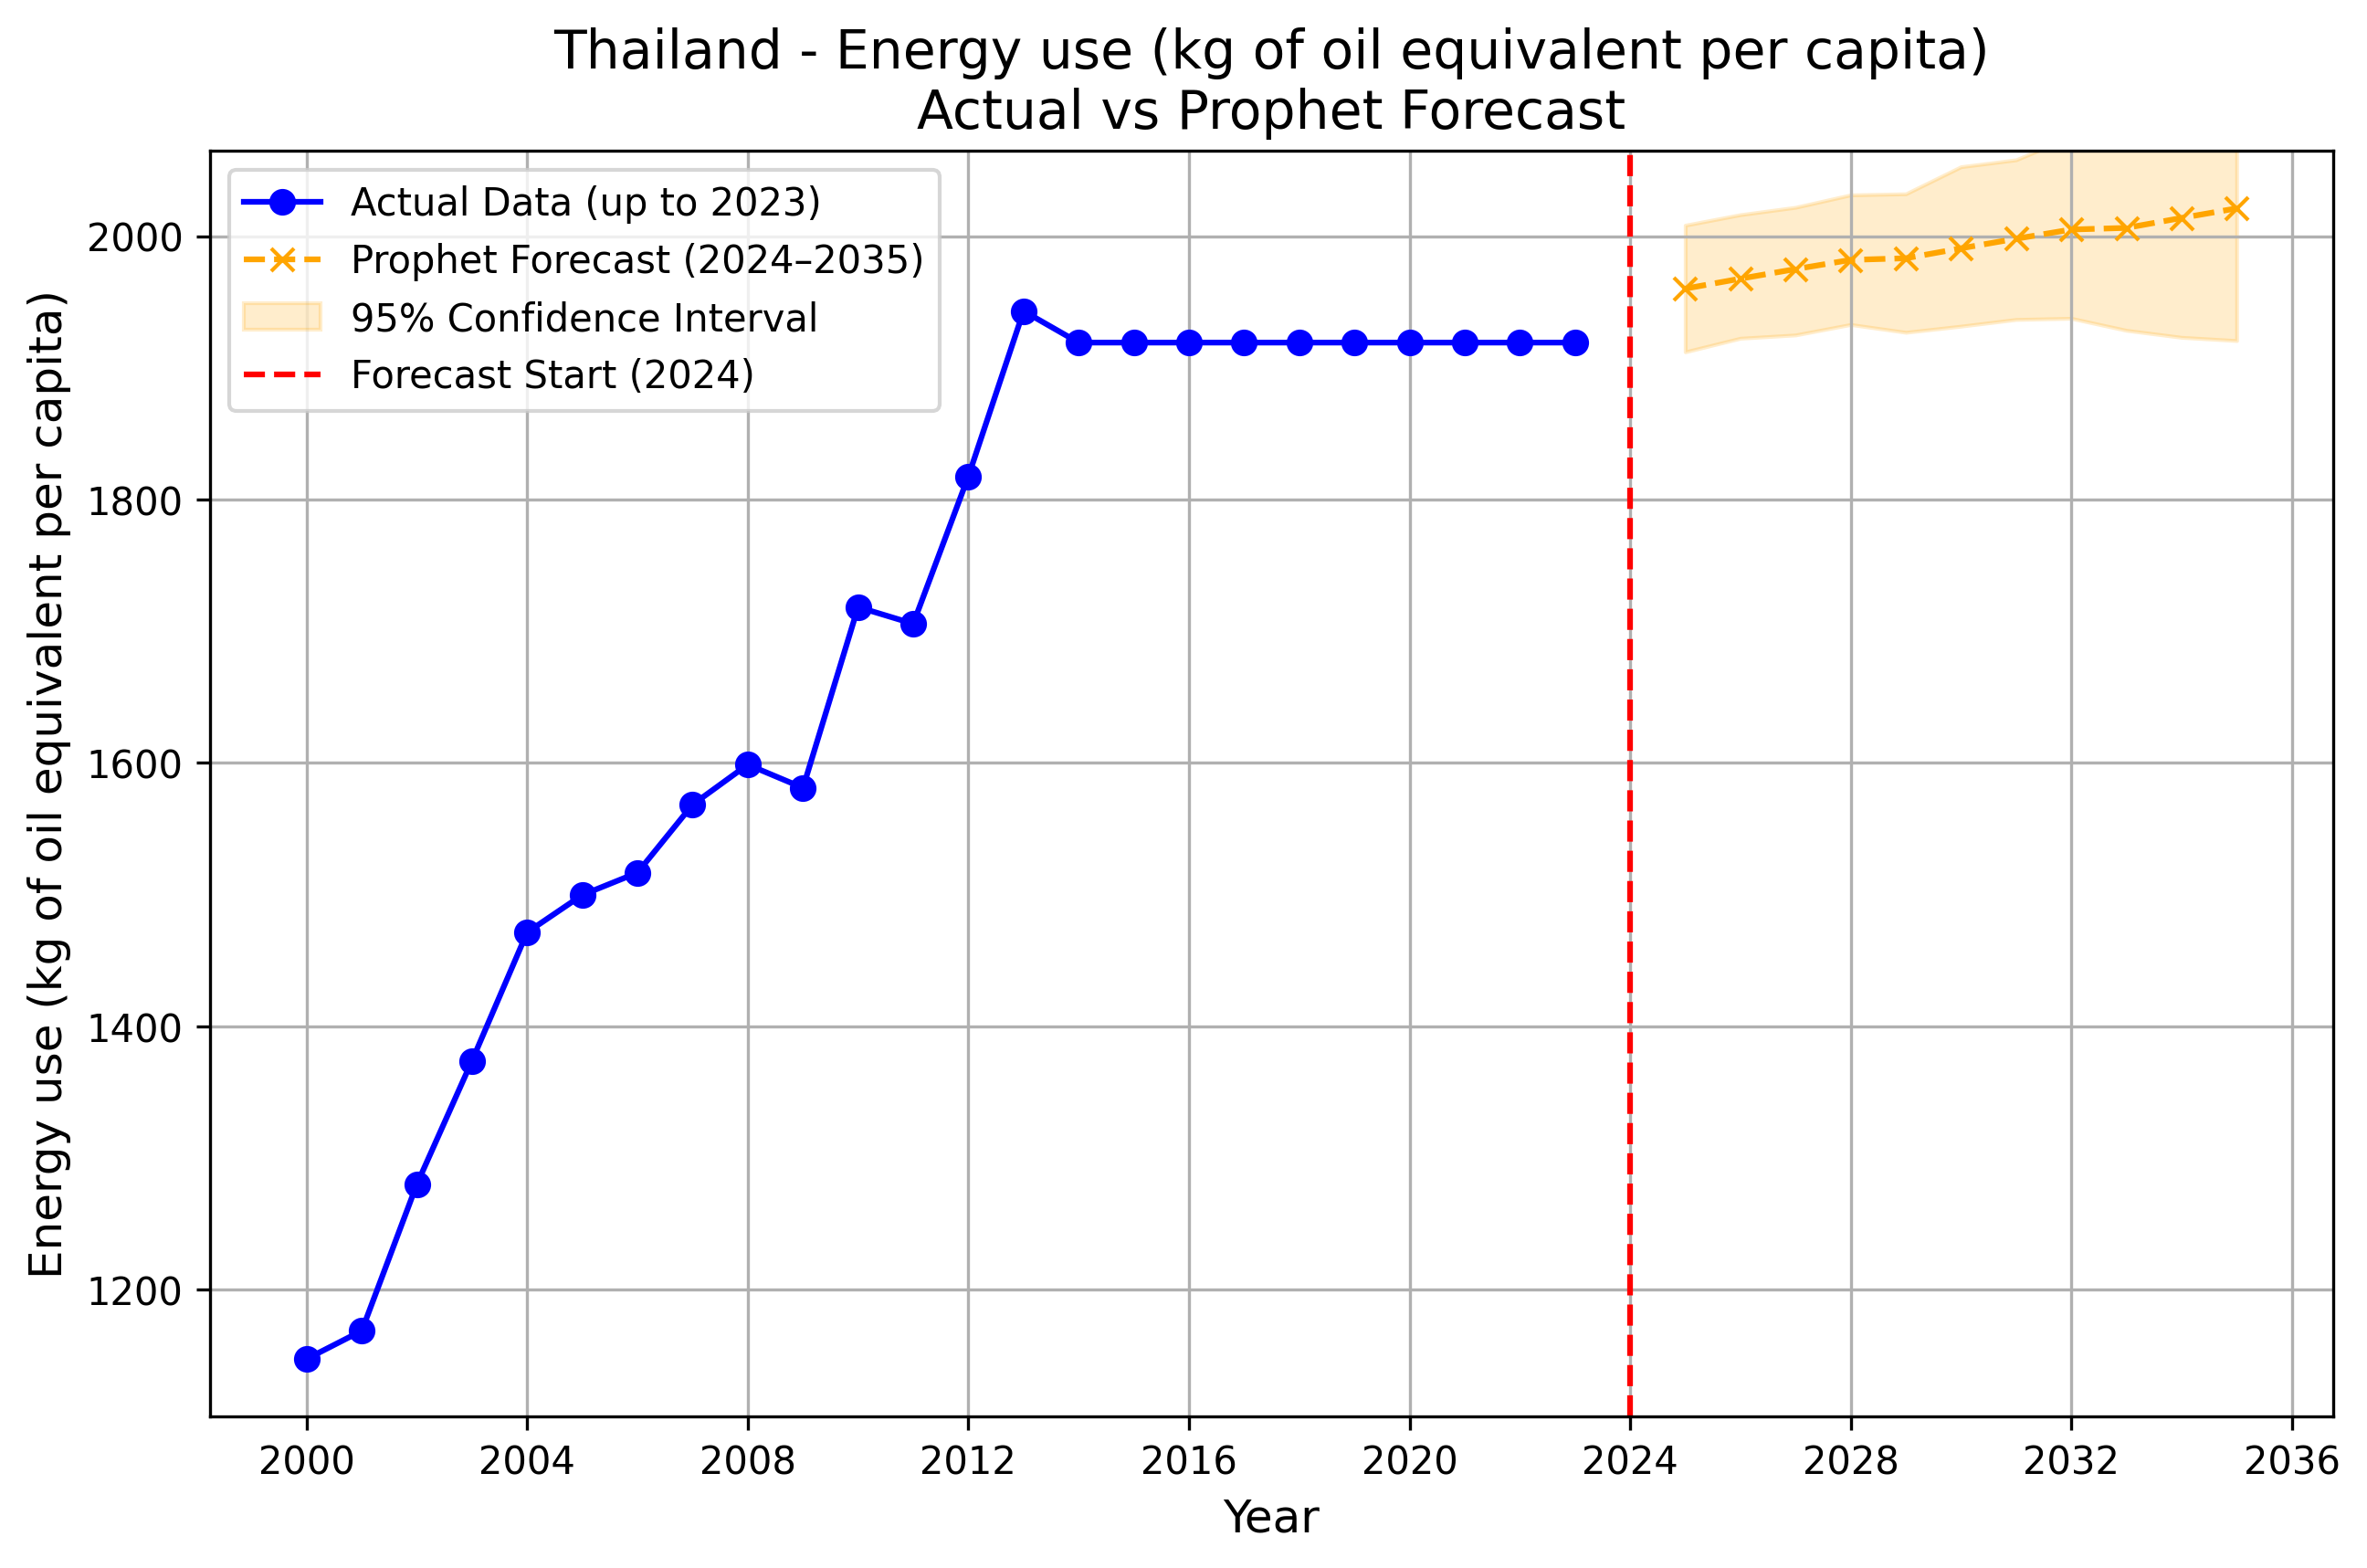 Thailand - Energy use (kg of oil equivalent per capita)
Actual vs Prophet Forecast
Actual Data (up to 2023)
Prophet Forecast (2024–2035)
95% Confidence Interval
Forecast Start (2024)
Energy use (kg of oil equivalent per capita)
2000
1800
1600
1400
1200
2000 2004 2008 2012 2016 2020 2024 2028 2032 2036
Year